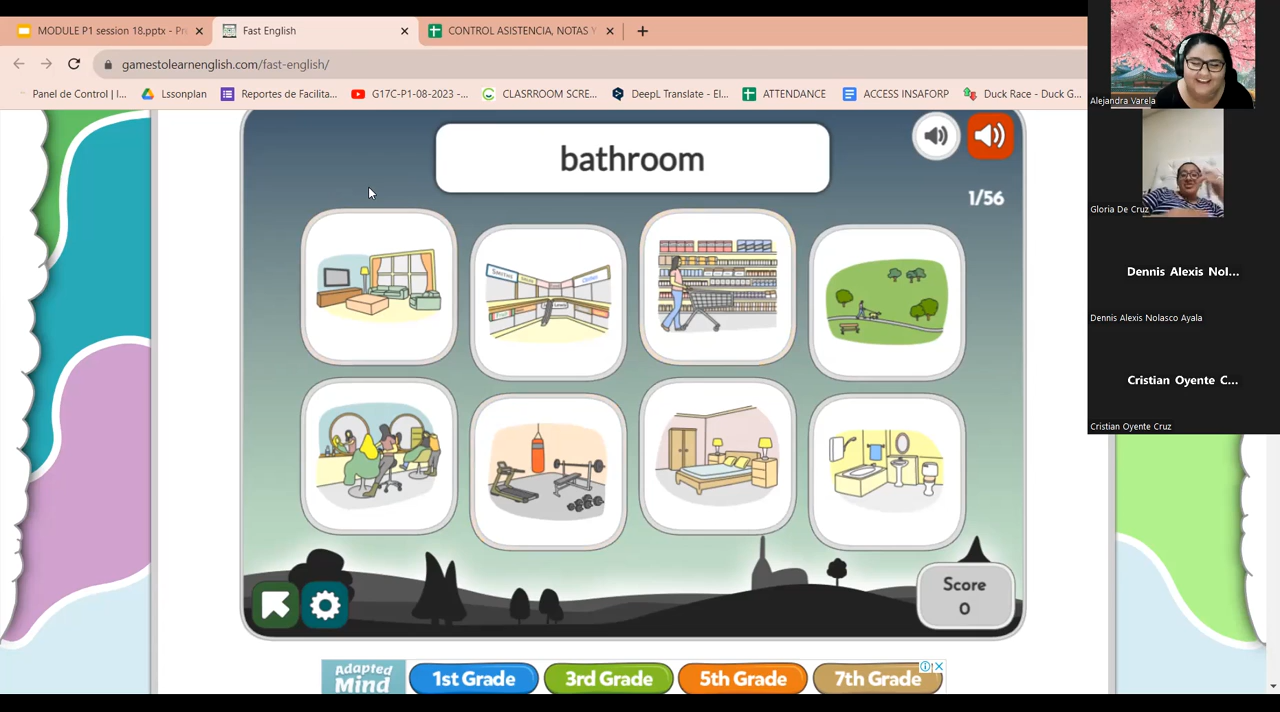 MODULE P1 session 18.pptx - Pr
Fast English
CONTROL ASISTENCIA, NOTAS Y
gamestolearnenglish.com/fast-english/
Panel de Control | I...
Lssonplan
Reportes de Facilita...
G17C-P1-08-2023 -...
CLASSROOM SCRE...
DeepL Translate - El...
ATTENDANCE
ACCESS INSAFORP
Duck Race - Duck G...
bathroom
1/56
Score
0
Adapted
Mind
1st Grade
3rd Grade
5th Grade
7th Grade
Alejandra Varela
Gloria De Cruz
Dennis Alexis Nol...
Dennis Alexis Nolasco Ayala
Cristian Oyente C...
Cristian Oyente Cruz